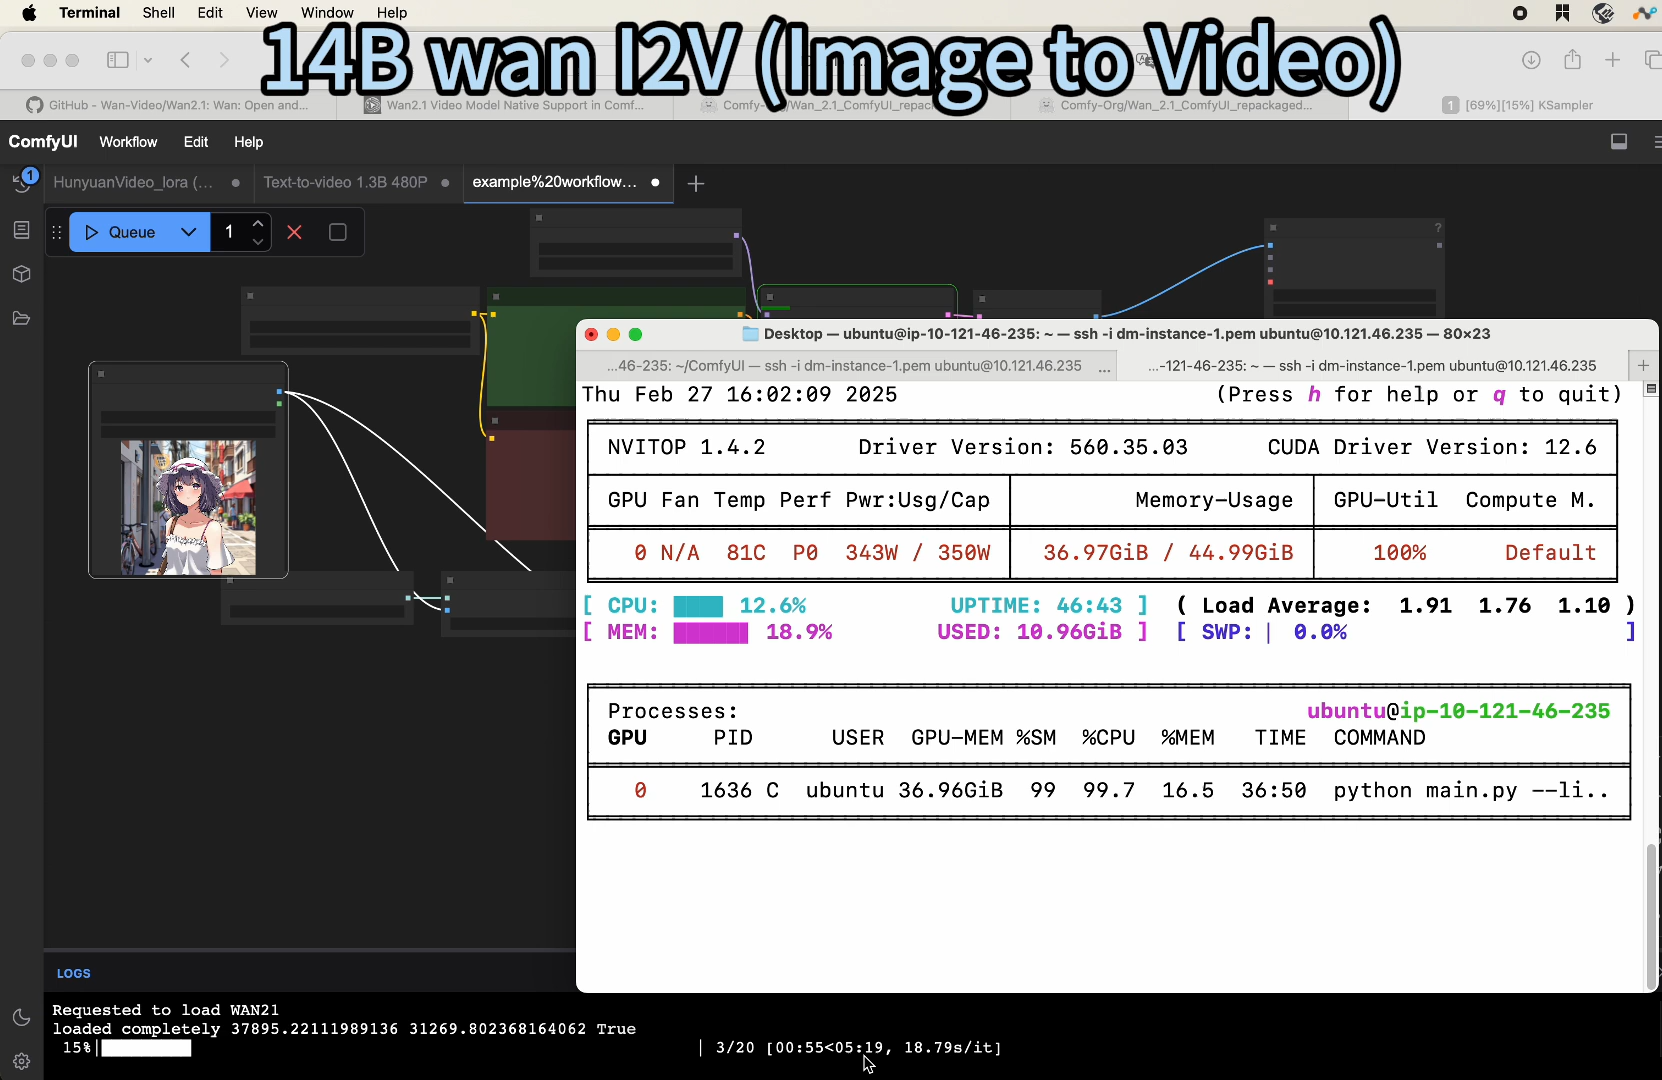 Terminal Shell Edit View Window Help
14B wan I2V (Image to Video)
GitHub - Wan-Video/Wan2.1: Wan: Open and...
Wan2.1 Video Model Native Support in Comf...
Comfy-Org/Wan_2.1_ComfyUI_repac
Comfy-Org/Wan_2.1_ComfyUI_repackaged...
1 [69%][15%] KSampler
ComfyUI Workflow Edit Help
1
HunyuanVideo_lora (...
Text-to-video 1.3B 480P
example%20workflow...
Queue 1
?
Desktop — ubuntu@ip-10-121-46-235: ~ — ssh -i dm-instance-1.pem ubuntu@10.121.46.235 — 80×23
...46-235: ~/ComfyUI — ssh -i dm-instance-1.pem ubuntu@10.121.46.235 ...
...-121-46-235: ~ — ssh -i dm-instance-1.pem ubuntu@10.121.46.235
Thu Feb 27 16:02:09 2025 (Press h for help or q to quit)
NVITOP 1.4.2 Driver Version: 560.35.03 CUDA Driver Version: 12.6
GPU Fan Temp Perf Pwr:Usg/Cap Memory-Usage GPU-Util Compute M.
0 N/A 81C P0 343W / 350W 36.97GiB / 44.99GiB 100% Default
[ CPU: 12.6% UPTIME: 46:43 ] ( Load Average: 1.91 1.76 1.10 )
[ MEM: 18.9% USED: 10.96GiB ] [ SWP: | 0.0% ]
Processes: ubuntu@ip-10-121-46-235
GPU PID USER GPU-MEM %SM %CPU %MEM TIME COMMAND
0 1636 C ubuntu 36.96GiB 99 99.7 16.5 36:50 python main.py --li..
LOGS
Requested to load WAN21
loaded completely 37895.22111989136 31269.802368164062 True
15%| | 3/20 [00:55<05:19, 18.79s/it]